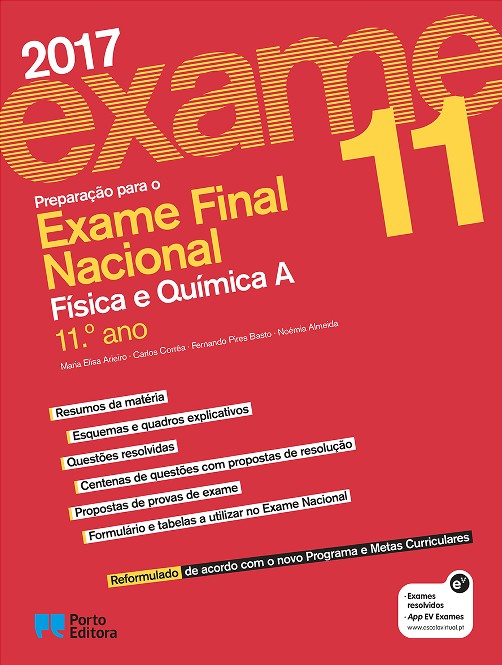 2017
exame
11
Preparação para o
Exame Final
Nacional
Física e Química A
11.º ano
Maria Elisa Arieiro · Carlos Corrêa · Fernando Pires Basto · Noémia Almeida
Resumos da matéria
Esquemas e quadros explicativos
Questões resolvidas
Centenas de questões com propostas de resolução
Propostas de provas de exame
Formulário e tabelas a utilizar no Exame Nacional
Reformulado de acordo com o novo Programa e Metas Curriculares
eV
· Exames
resolvidos
· App EV Exames
www.escolavirtual.pt
Porto
Editora